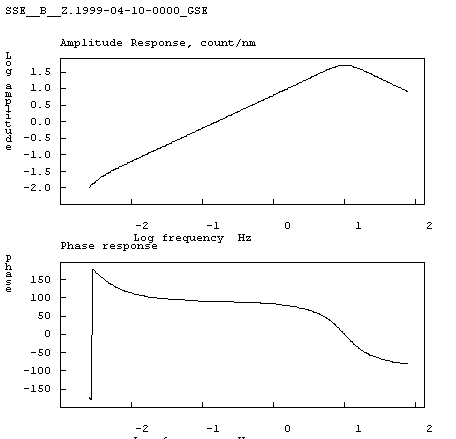 SSE__B__Z.1999-04-10-0000_GSE
Amplitude Response, count/nm
Log amplitude
1.5
1.0
0.5
0.0
-0.5
-1.0
-1.5
-2.0
-2 -1 0 1 2
Log frequency Hz
Phase response
Phase
150
100
50
0
-50
-100
-150
-2 -1 0 1 2